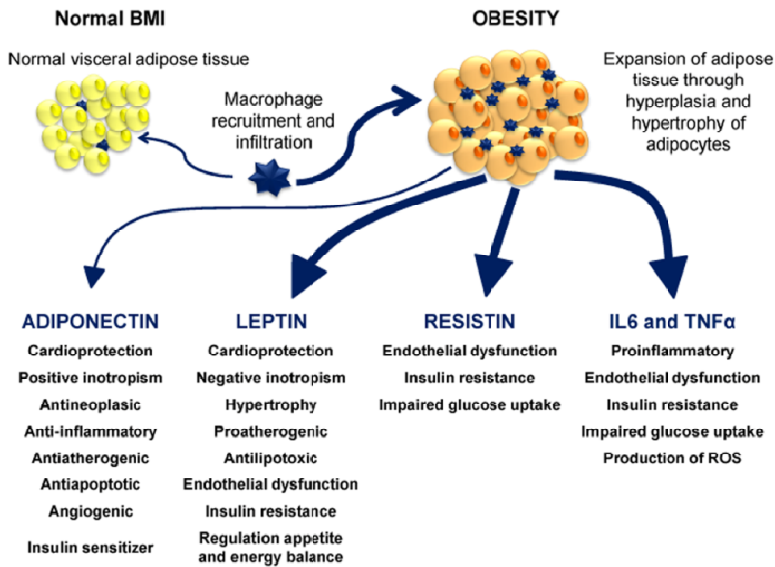 Normal BMI
OBESITY
Normal visceral adipose tissue
Macrophage
recruitment and
infiltration
Expansion of adipose
tissue through
hyperplasia and
hypertrophy of
adipocytes
ADIPONECTIN
Cardioprotection
Positive inotropism
Antineoplasic
Anti-inflammatory
Antiatherogenic
Antiapoptotic
Angiogenic
Insulin sensitizer
LEPTIN
Cardioprotection
Negative inotropism
Hypertrophy
Proatherogenic
Antilipotoxic
Endothelial dysfunction
Insulin resistance
Regulation appetite
and energy balance
RESISTIN
Endothelial dysfunction
Insulin resistance
Impaired glucose uptake
IL6 and TNFα
Proinflammatory
Endothelial dysfunction
Insulin resistance
Impaired glucose uptake
Production of ROS